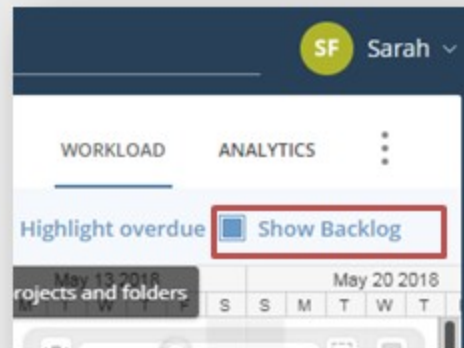 SF Sarah
WORKLOAD ANALYTICS
Highlight overdue Show Backlog
May 13 2018 May 20 2018
rojects and folders
S S M T W T